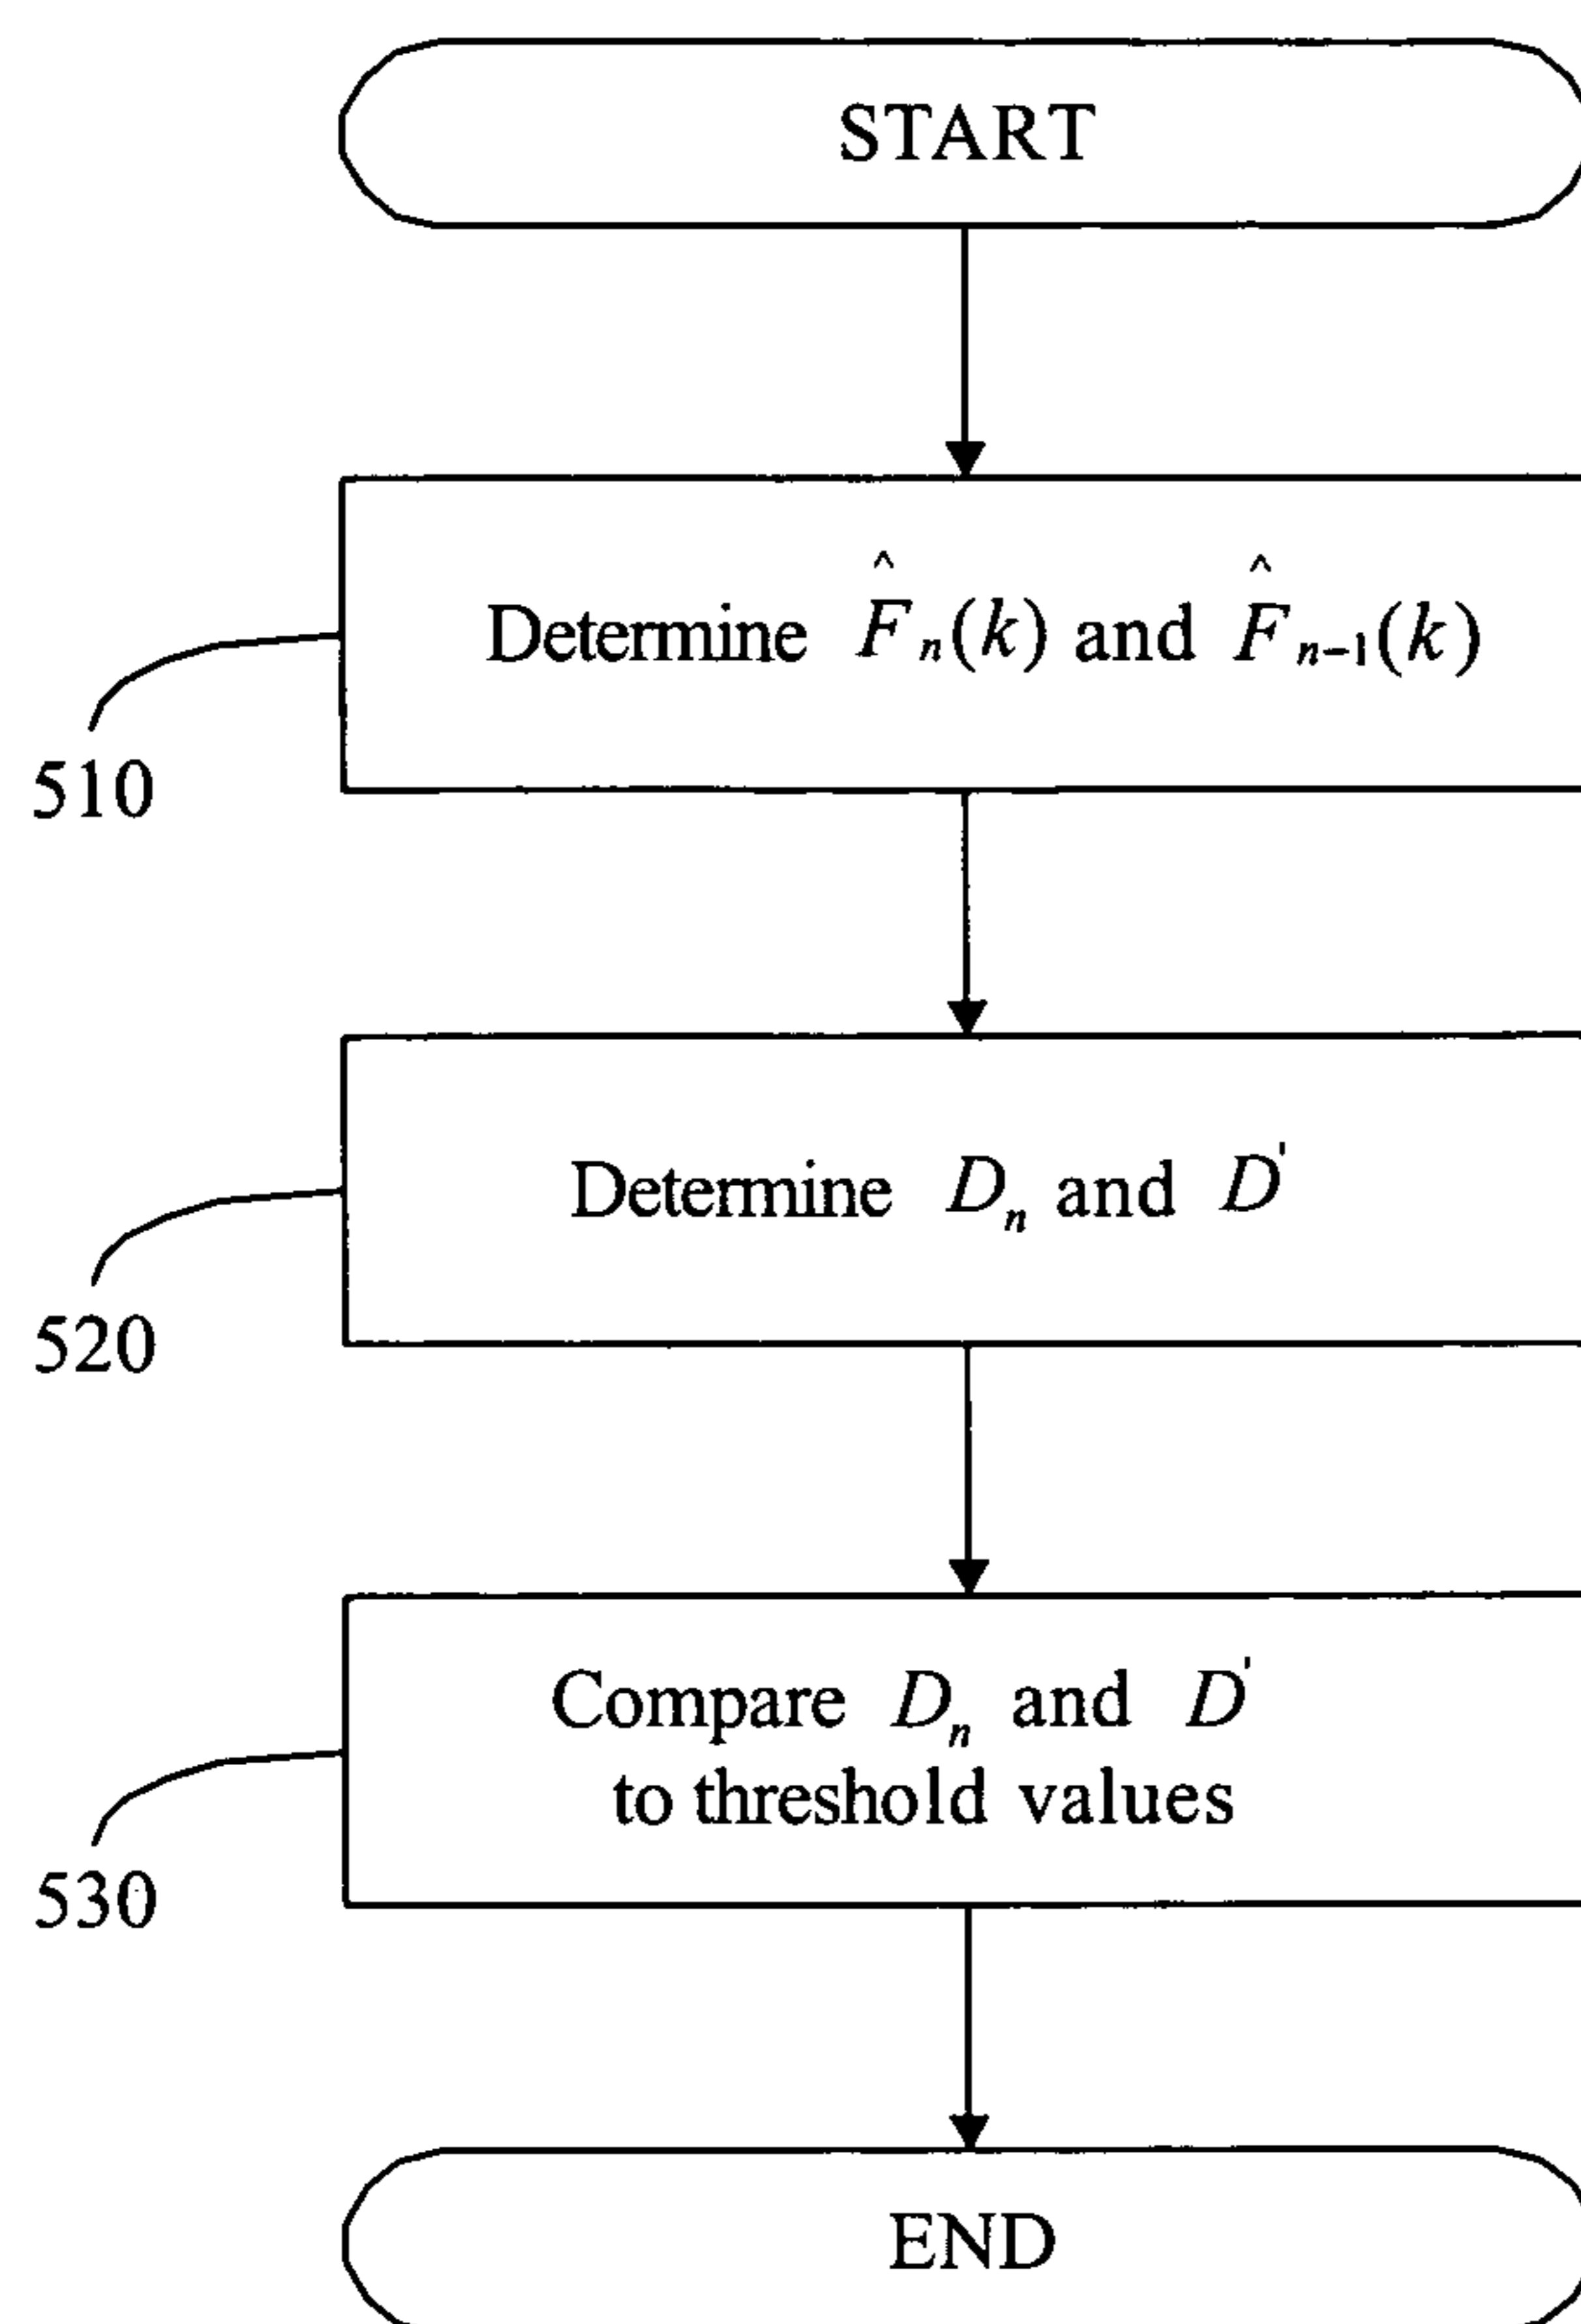 START
Determine F̂n(k) and F̂n−1(k)
510
Determine Dn and D'
520
Compare Dn and D'
to threshold values
530
END